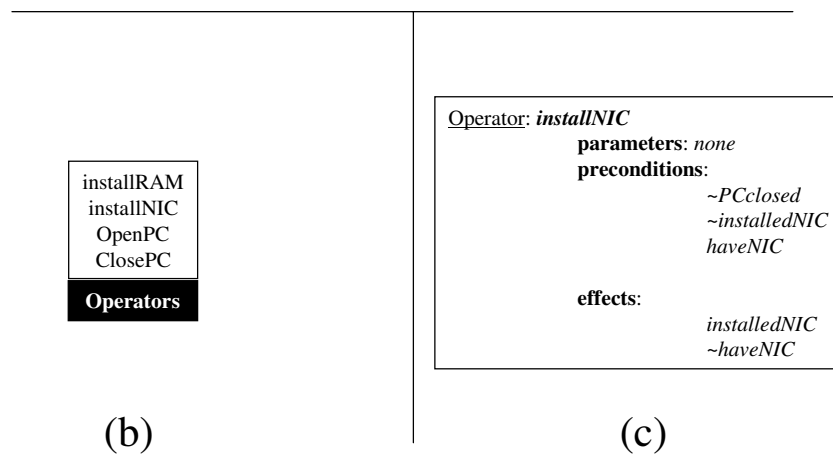 installRAM
installNIC
OpenPC
ClosePC
Operators
(b)
Operator: installNIC
parameters: none
preconditions:
~PCclosed
~installedNIC
haveNIC
effects:
installedNIC
~haveNIC
(c)